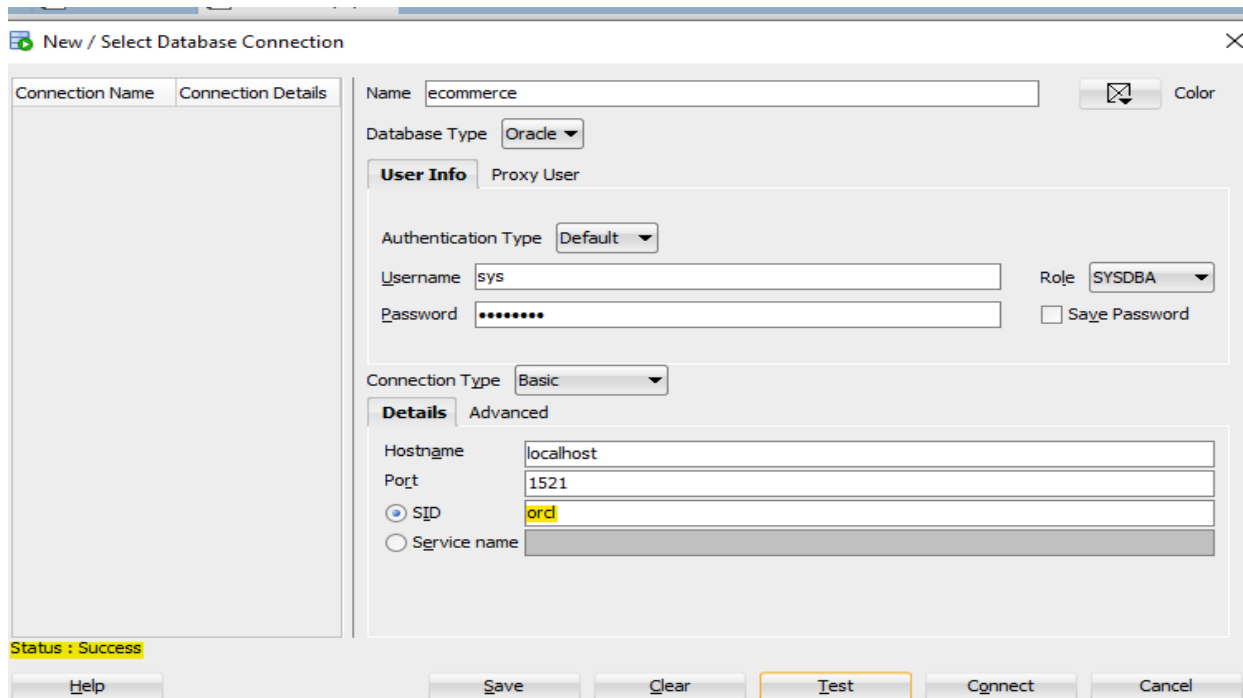 New / Select Database Connection
Connection Name Connection Details
Name ecommerce Color
Database Type Oracle
User Info Proxy User
Authentication Type Default
Username sys Role SYSDBA
Password •••••••• Save Password
Connection Type Basic
Details Advanced
Hostname localhost
Port 1521
SID orcl
Service name
Status : Success
Help Save Clear Test Connect Cancel